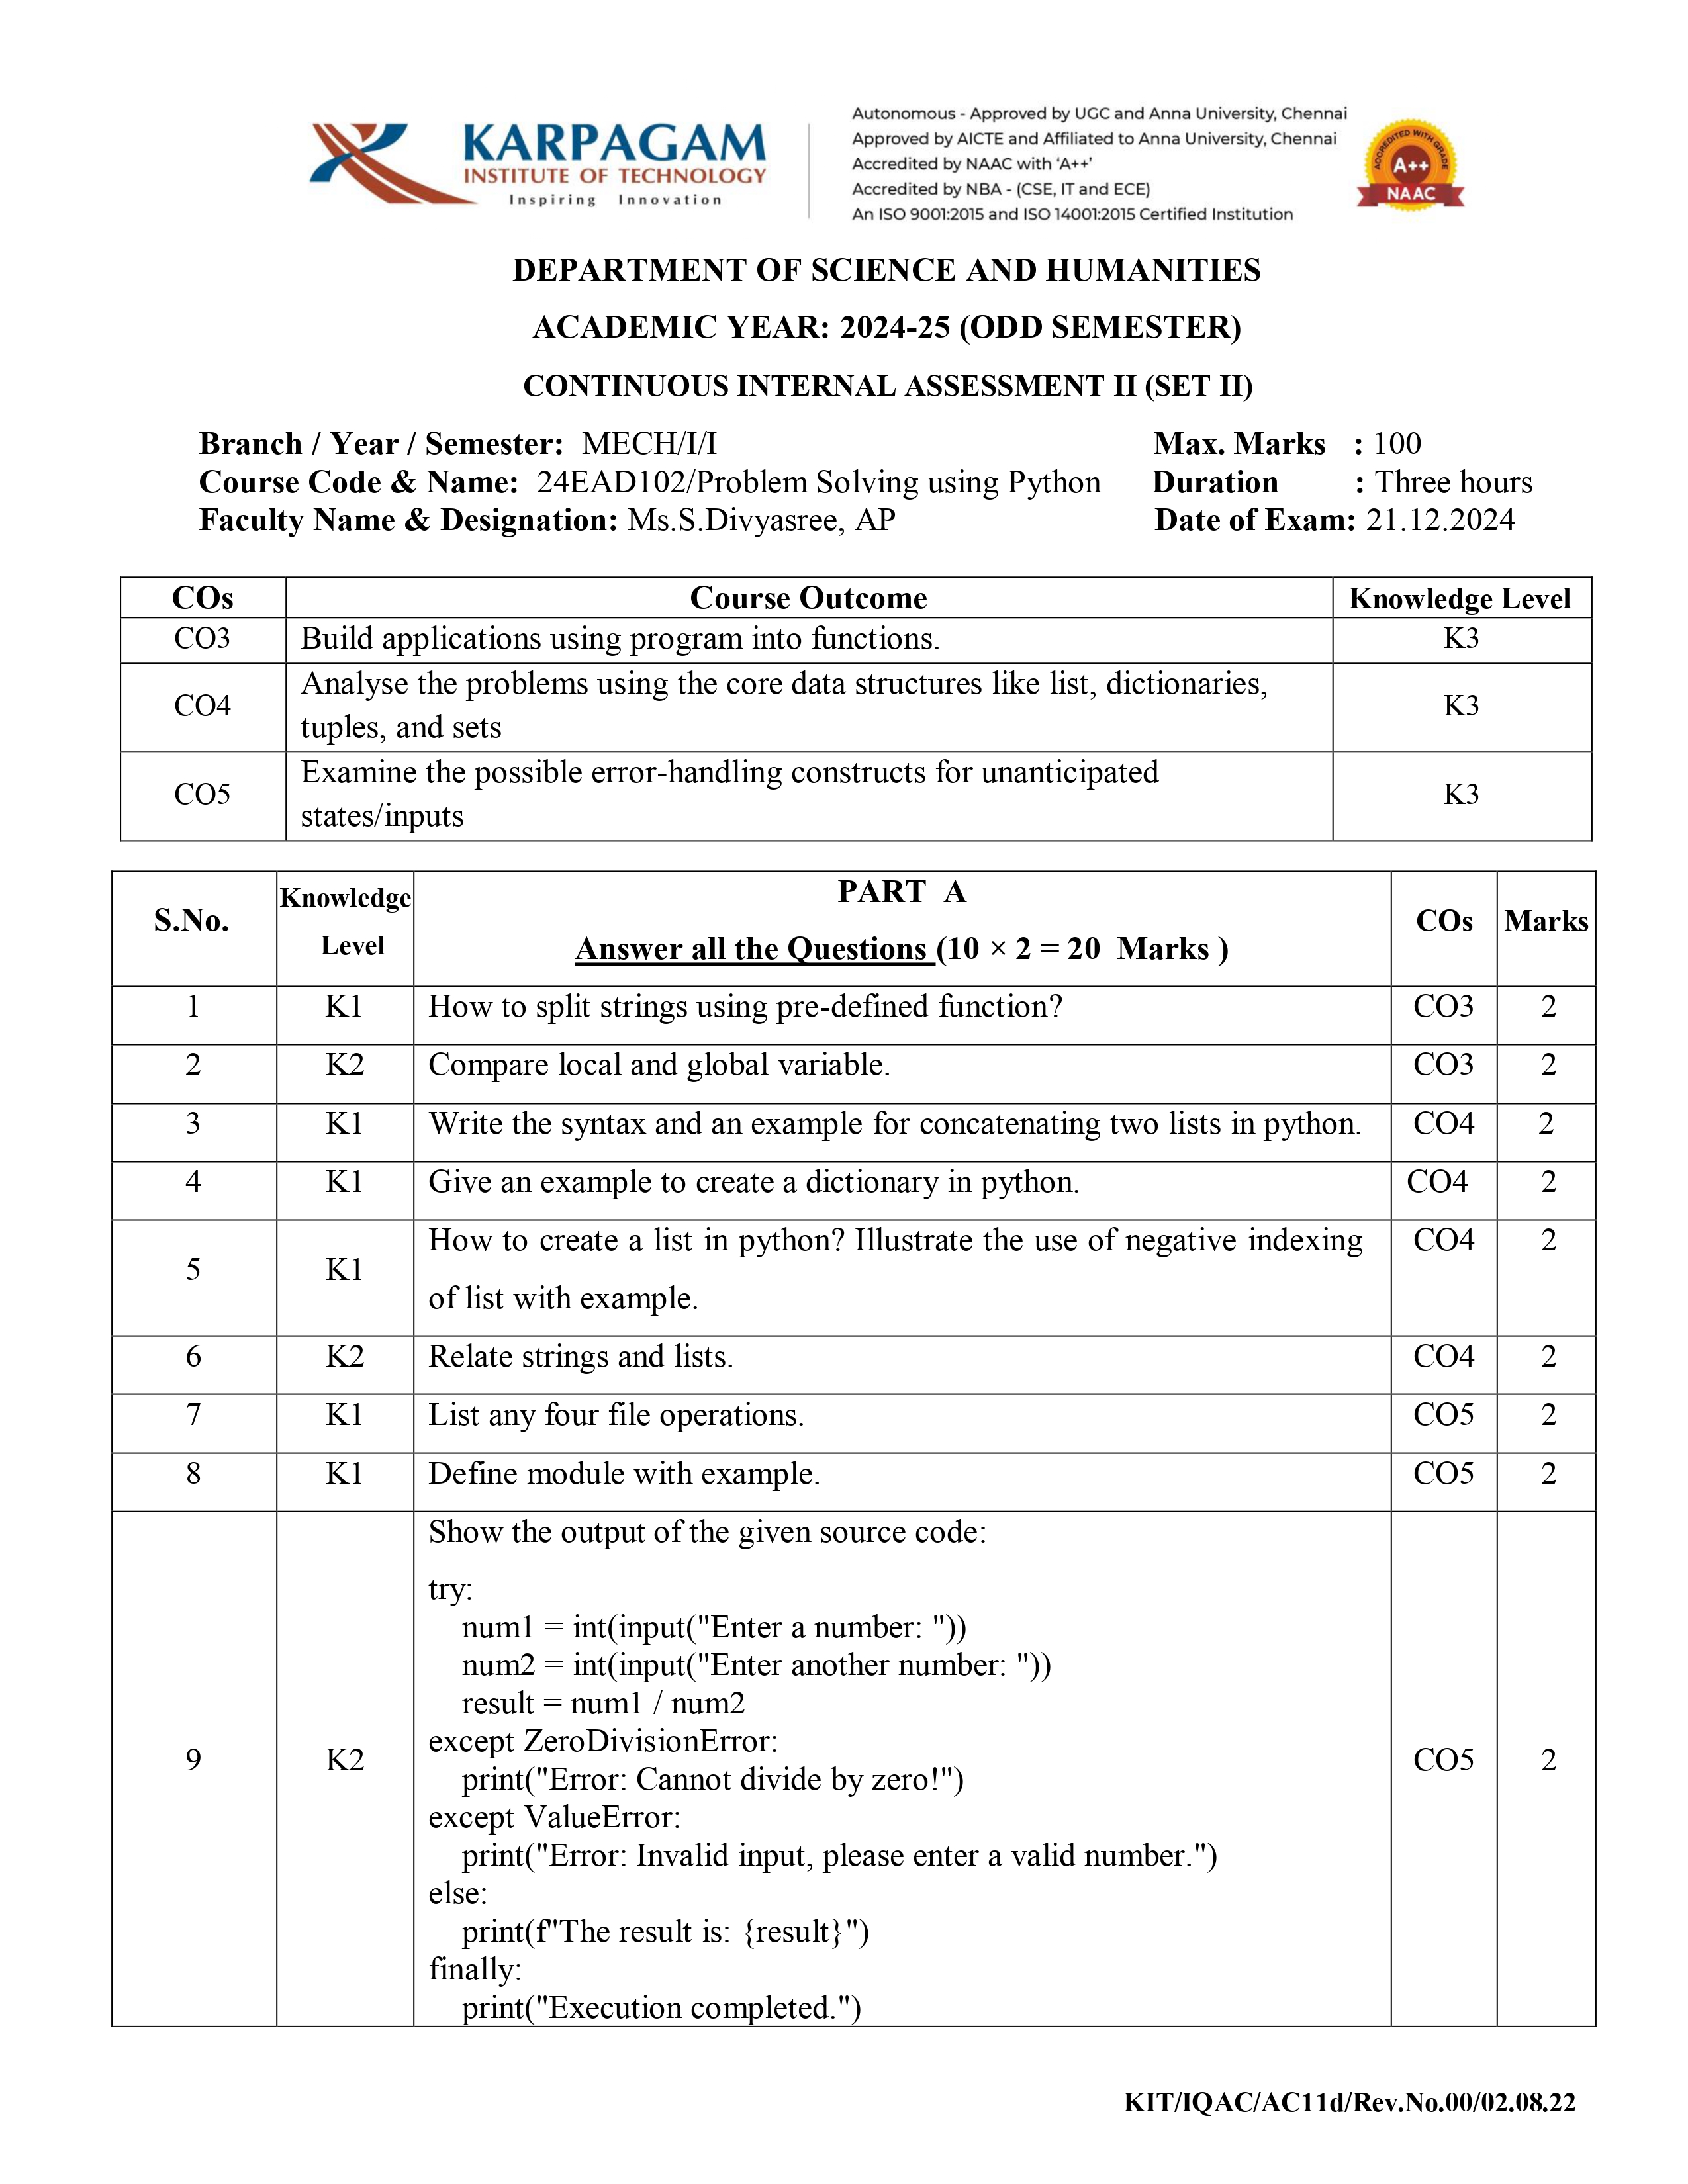 KARPAGAM
INSTITUTE OF TECHNOLOGY
Inspiring Innovation
Autonomous - Approved by UGC and Anna University, Chennai
Approved by AICTE and Affiliated to Anna University, Chennai
Accredited by NAAC with ‘A++’
Accredited by NBA - (CSE, IT and ECE)
An ISO 9001:2015 and ISO 14001:2015 Certified Institution
ACCREDITED WITH GRADE
A++
NAAC
DEPARTMENT OF SCIENCE AND HUMANITIES
ACADEMIC YEAR: 2024-25 (ODD SEMESTER)
CONTINUOUS INTERNAL ASSESSMENT II (SET II)
Branch / Year / Semester: MECH/I/I Max. Marks : 100
Course Code & Name: 24EAD102/Problem Solving using Python Duration : Three hours
Faculty Name & Designation: Ms.S.Divyasree, AP Date of Exam: 21.12.2024
COs Course Outcome Knowledge Level
CO3 Build applications using program into functions. K3
CO4 Analyse the problems using the core data structures like list, dictionaries,
tuples, and sets K3
CO5 Examine the possible error-handling constructs for unanticipated
states/inputs K3
S.No. Knowledge Level PART A COs Marks
Answer all the Questions (10 × 2 = 20 Marks )
1 K1 How to split strings using pre-defined function? CO3 2
2 K2 Compare local and global variable. CO3 2
3 K1 Write the syntax and an example for concatenating two lists in python. CO4 2
4 K1 Give an example to create a dictionary in python. CO4 2
5 K1 How to create a list in python? Illustrate the use of negative indexing CO4 2
of list with example.
6 K2 Relate strings and lists. CO4 2
7 K1 List any four file operations. CO5 2
8 K1 Define module with example. CO5 2
9 K2 Show the output of the given source code: CO5 2
try:
num1 = int(input("Enter a number: "))
num2 = int(input("Enter another number: "))
result = num1 / num2
except ZeroDivisionError:
print("Error: Cannot divide by zero!")
except ValueError:
print("Error: Invalid input, please enter a valid number.")
else:
print(f"The result is: {result}")
finally:
print("Execution completed.")
KIT/IQAC/AC11d/Rev.No.00/02.08.22